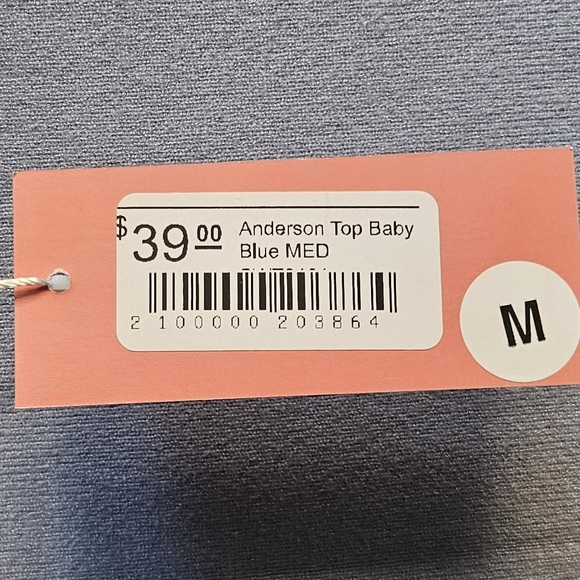 $39.00
Anderson Top Baby
Blue MED
2 100000 203864
M